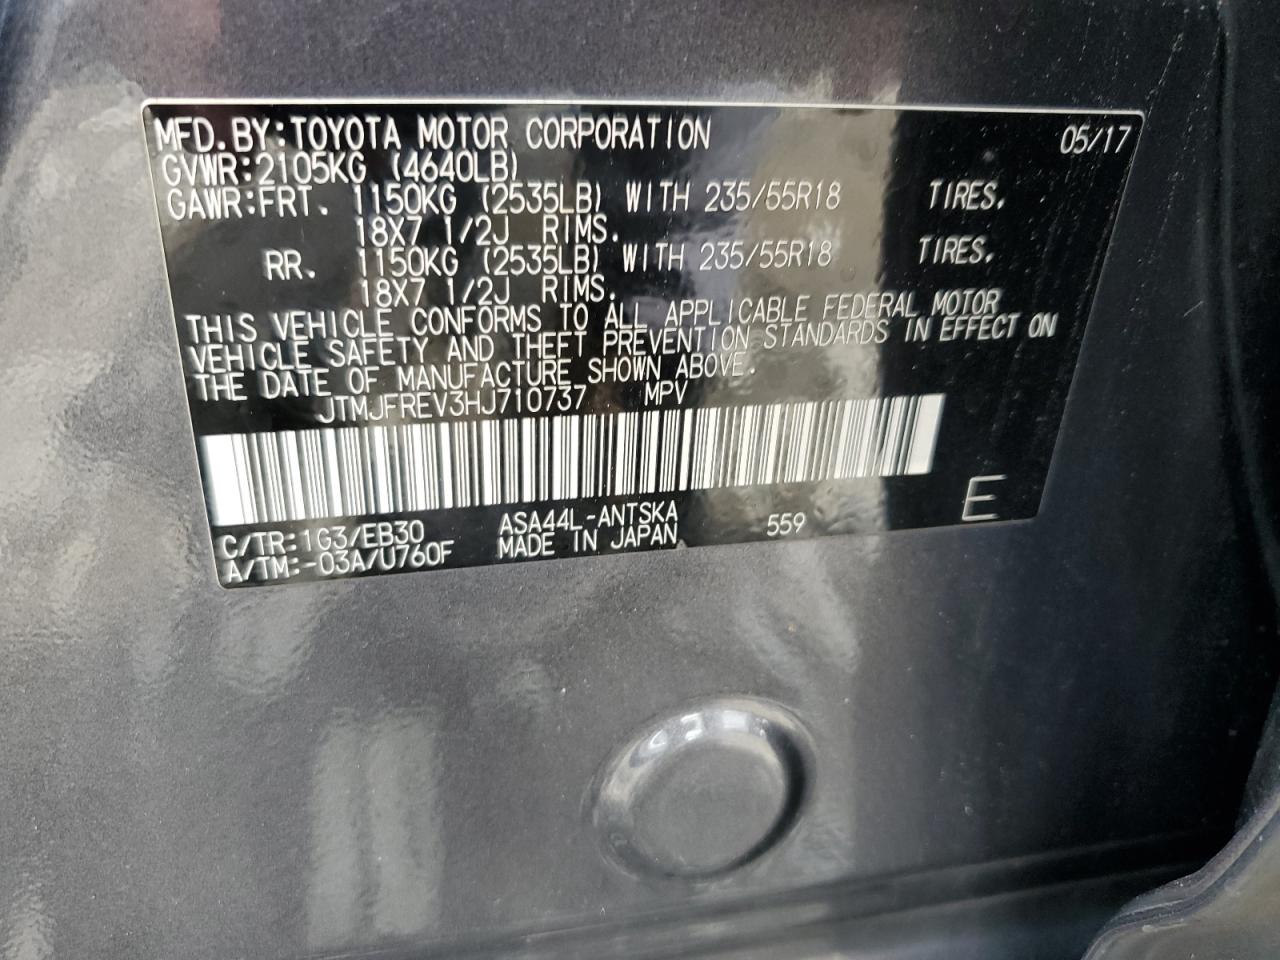 MFD.BY:TOYOTA MOTOR CORPORATION 05/17
GVWR:2105KG (4640LB)
GAWR:FRT. 1150KG (2535LB) WITH 235/55R18 TIRES.
18X7 1/2J RIMS.
RR. 1150KG (2535LB) WITH 235/55R18 TIRES.
18X7 1/2J RIMS.
THIS VEHICLE CONFORMS TO ALL APPLICABLE FEDERAL MOTOR
VEHICLE SAFETY AND THEFT PREVENTION STANDARDS IN EFFECT ON
THE DATE OF MANUFACTURE SHOWN ABOVE.
JTMJFREV3HJ710737 MPV
E
C/TR:1G3/EB30 ASA44L-ANTSKA 559
A/TM:-03A/U760F MADE IN JAPAN